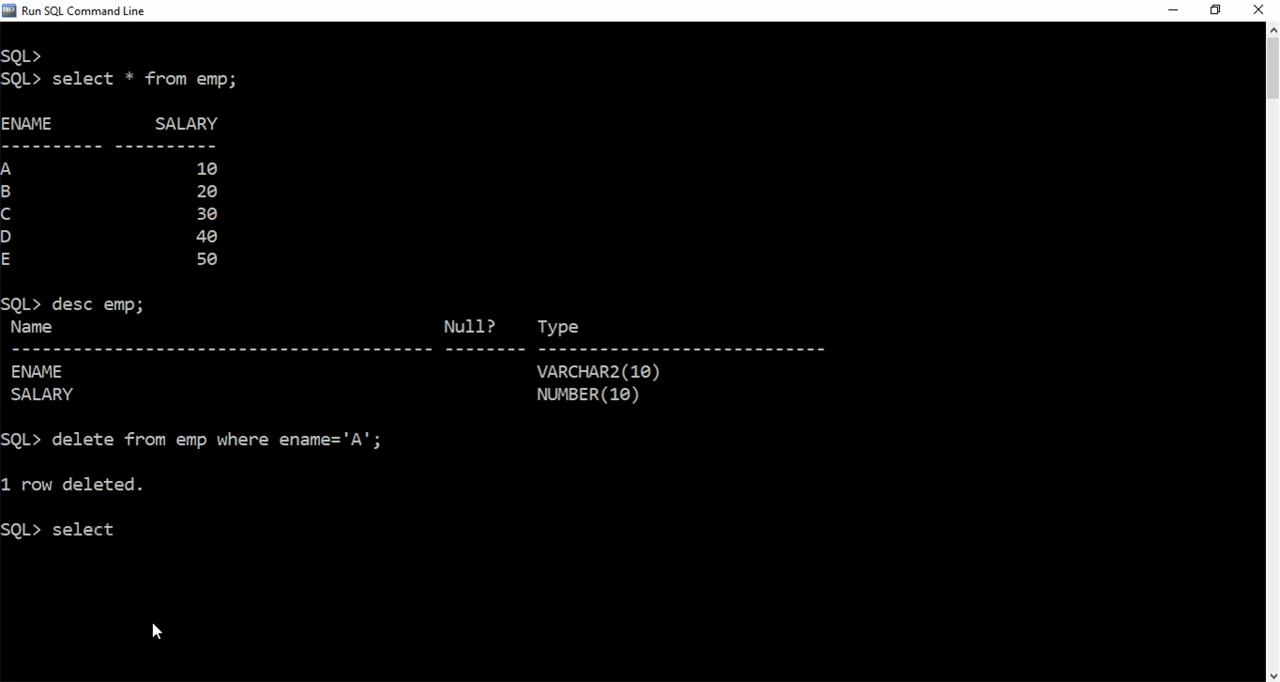 Run SQL Command Line
SQL>
SQL> select * from emp;
ENAME          SALARY
---------- ----------
A                  10
B                  20
C                  30
D                  40
E                  50
SQL> desc emp;
 Name                                      Null?    Type
 ----------------------------------------- -------- ----------------------------
 ENAME                                              VARCHAR2(10)
 SALARY                                             NUMBER(10)
SQL> delete from emp where ename='A';
1 row deleted.
SQL> select